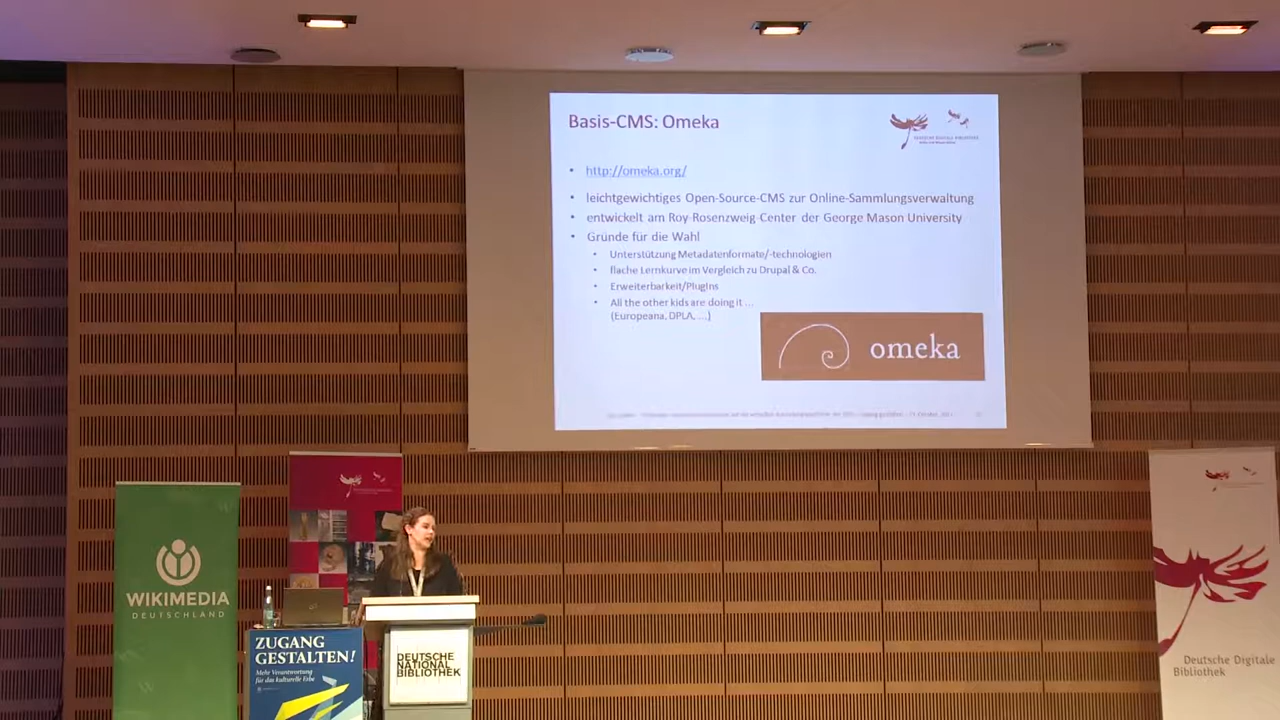 Basis-CMS: Omeka
http://omeka.org/
leichtgewichtiges Open-Source-CMS zur Online-Sammlungsverwaltung
entwickelt am Roy-Rosenzweig-Center der George Mason University
Gründe für die Wahl
Unterstützung Metadatenformate/-technologien
flache Lernkurve im Vergleich zu Drupal & Co.
Erweiterbarkeit/PlugIns
All the other kids are doing it ...
(Europeana, DPLA, ...)
omeka
WIKIMEDIA
DEUTSCHLAND
ZUGANG
GESTALTEN!
Mehr Verantwortung
für das kulturelle Erbe
DEUTSCHE
NATIONAL
BIBLIOTHEK
Deutsche Digitale
Bibliothek